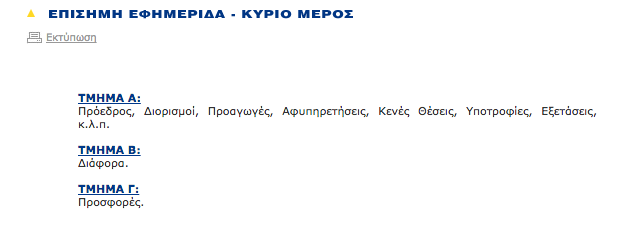 ΕΠΙΣΗΜΗ ΕΦΗΜΕΡΙΔΑ - ΚΥΡΙΟ ΜΕΡΟΣ
Εκτύπωση
ΤΜΗΜΑ Α:
Πρόεδρος, Διορισμοί, Προαγωγές, Αφυπηρετήσεις, Κενές Θέσεις, Υποτροφίες, Εξετάσεις,
κ.λ.π.
ΤΜΗΜΑ Β:
Διάφορα.
ΤΜΗΜΑ Γ:
Προσφορές.